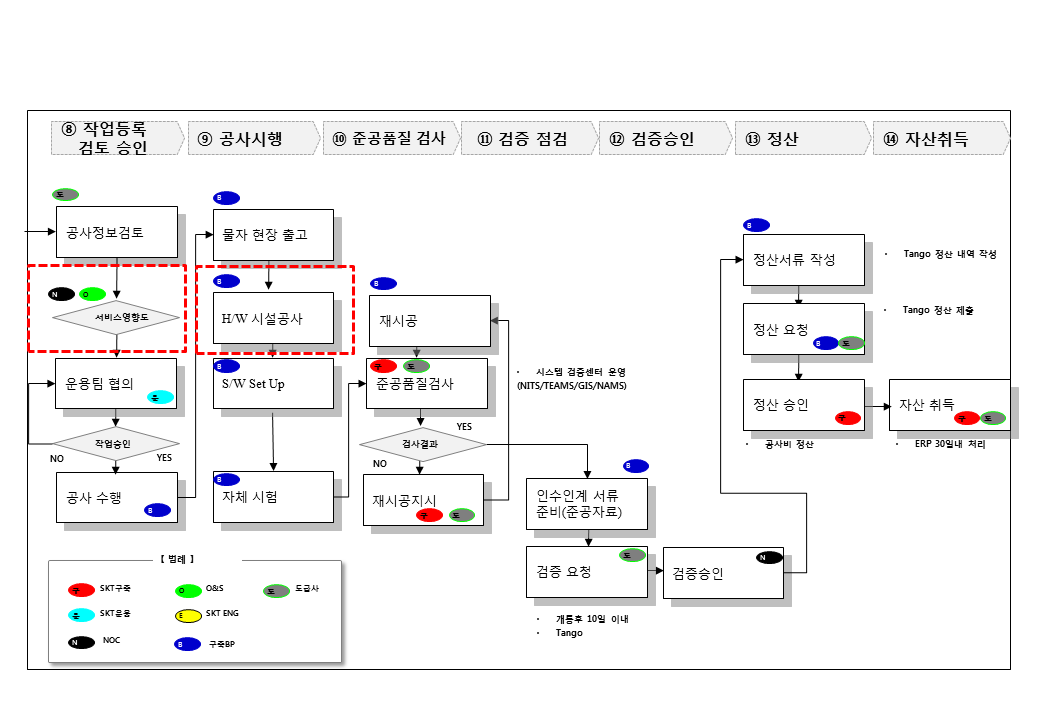 ⑧ 작업등록
검토 승인
⑨ 공사시행
⑩ 준공품질 검사
⑪ 검증 점검
⑫ 검증승인
⑬ 정산
⑭ 자산취득
도
공사정보검토
N
O
서비스영향도
운용팀 협의
운
작업승인
NO
YES
공사 수행
B
B
물자 현장 출고
B
H/W 시설공사
B
S/W Set Up
B
자체 시험
B
재시공
구
도
준공품질검사
YES
검사결과
NO
재시공지시
구
도
• 시스템 검증센터 운영
(NITS/TEAMS/GIS/NAMS)
B
인수인계 서류
준비(준공자료)
도
검증 요청
• 개통후 10일 이내
• Tango
N
검증승인
B
정산서류 작성
• Tango 정산 내역 작성
정산 요청
B
도
• Tango 정산 제출
정산 승인
구
• 공사비 정산
자산 취득
구
도
• ERP 30일내 처리
[ 범례 ]
구 SKT구축
O O&S
도 도급사
운 SKT운용
E SKT ENG
N NOC
B 구축BP